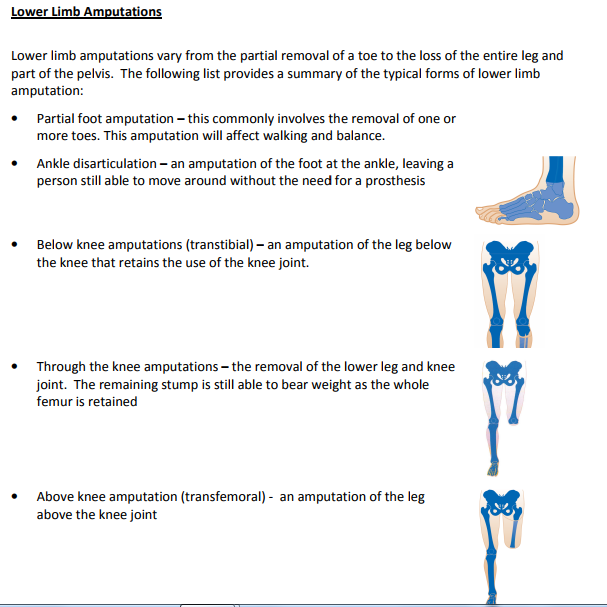 Lower Limb Amputations
Lower limb amputations vary from the partial removal of a toe to the loss of the entire leg and
part of the pelvis.  The following list provides a summary of the typical forms of lower limb
amputation:
• Partial foot amputation – this commonly involves the removal of one or
more toes. This amputation will affect walking and balance.
• Ankle disarticulation – an amputation of the foot at the ankle, leaving a
person still able to move around without the need for a prosthesis
• Below knee amputations (transtibial) – an amputation of the leg below
the knee that retains the use of the knee joint.
• Through the knee amputations – the removal of the lower leg and knee
joint.  The remaining stump is still able to bear weight as the whole
femur is retained
• Above knee amputation (transfemoral) -  an amputation of the leg
above the knee joint